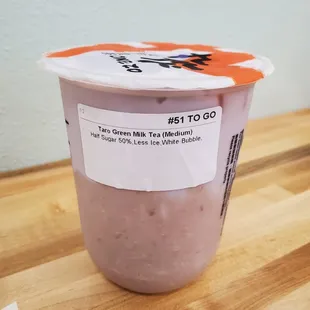 #51 TO GO
Taro Green Milk Tea (Medium)
Half Sugar 50%,Less Ice,White Bubble,